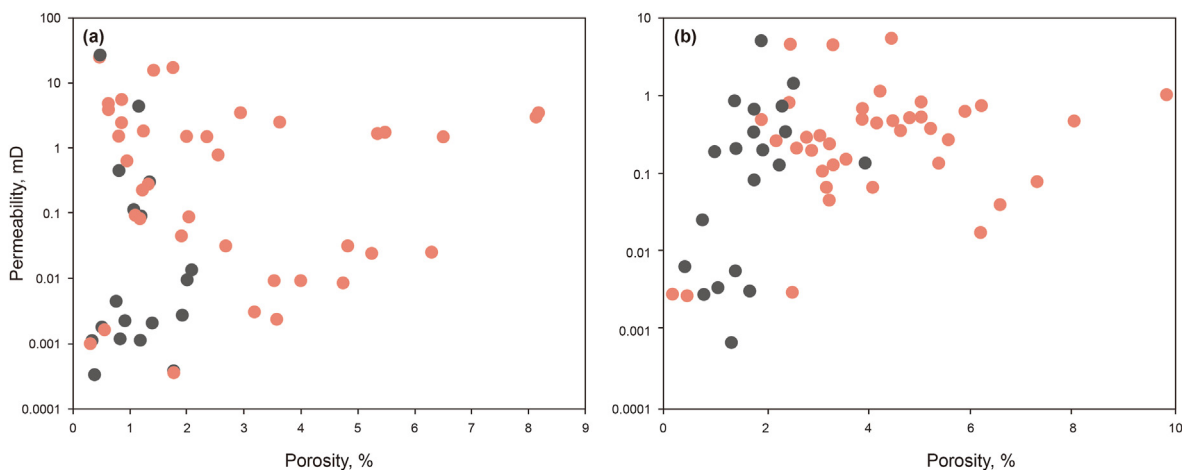 (a)
Permeability, mD
100
10
1
0.1
0.01
0.001
0.0001
0 1 2 3 4 5 6 7 8 9
Porosity, %
(b)
10
1
0.1
0.01
0.001
0.0001
0 2 4 6 8 10
Porosity, %